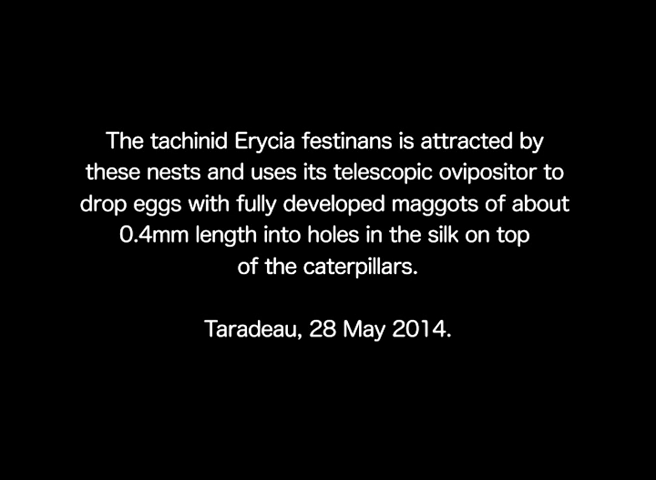 The tachinid Erycia festinans is attracted by
these nests and uses its telescopic ovipositor to
drop eggs with fully developed maggots of about
0.4mm length into holes in the silk on top
of the caterpillars.
Taradeau, 28 May 2014.